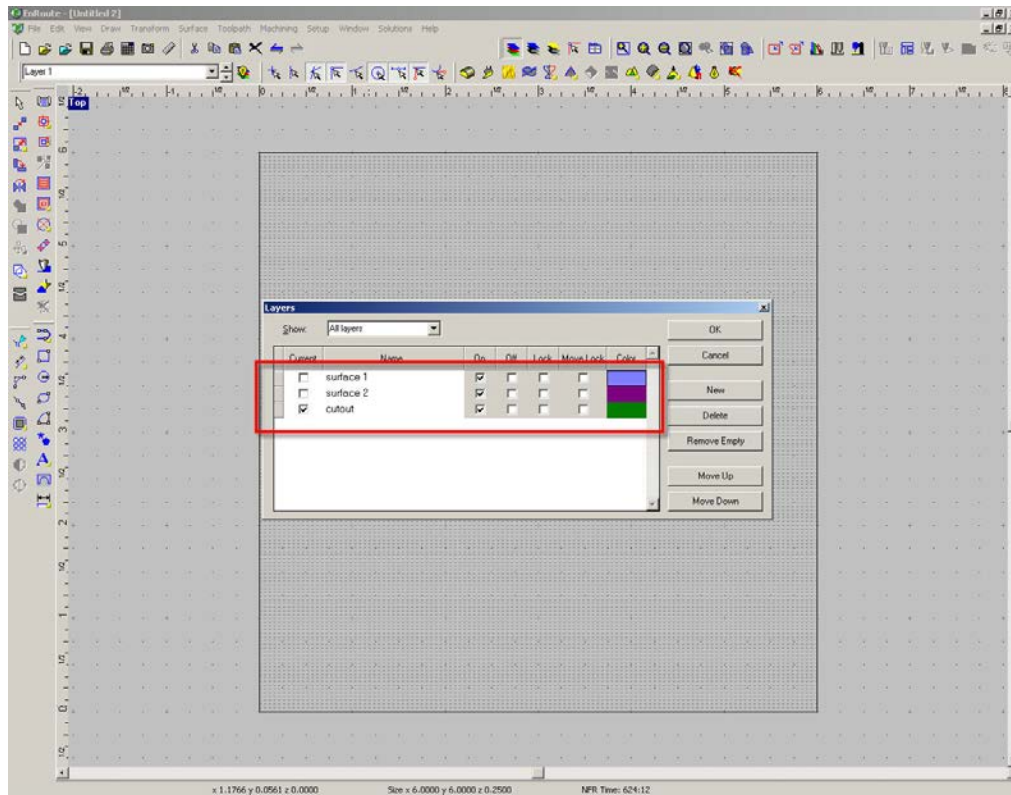 EnRoute - [Untitled 2]
File Edit View Draw Transform Surface Toolpath Machining Setup Window Solutions Help
Layer 1
Top
Layers
Show: All layers
OK
Current Name On Off Lock Move Lock Color
Cancel
surface 1
surface 2
cutout
New
Delete
Remove Empty
Move Up
Move Down
x 1.1766 y 0.0561 z 0.0000 Size x 6.0000 y 6.0000 z 0.2500 NFR Time: 624:12